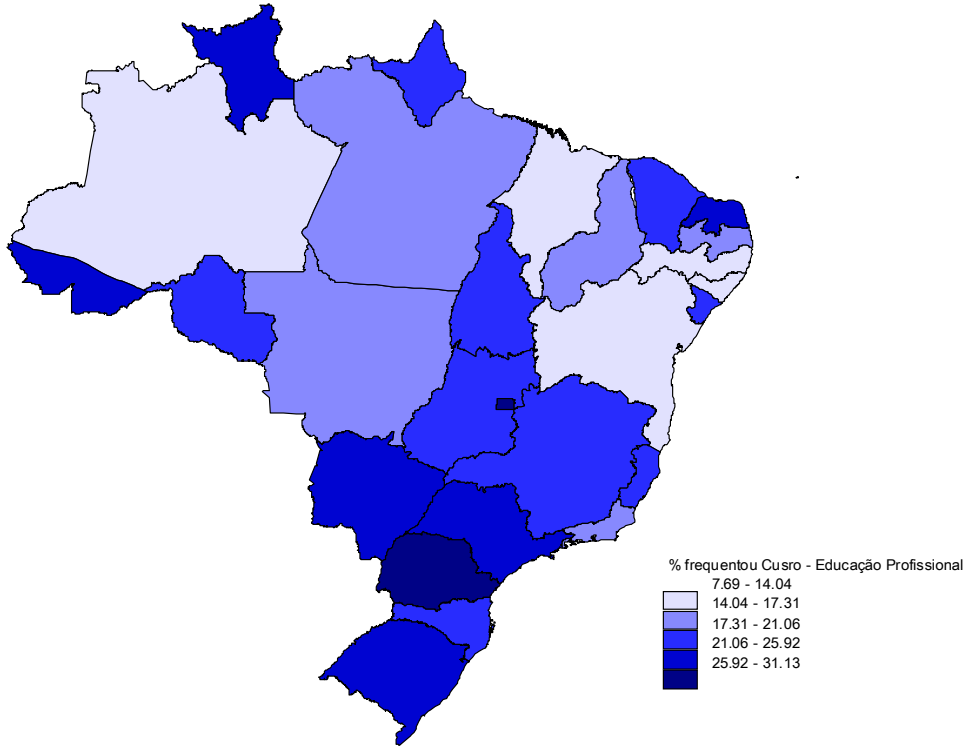 % frequentou Cusro - Educação Profissional
7.69 - 14.04
14.04 - 17.31
17.31 - 21.06
21.06 - 25.92
25.92 - 31.13